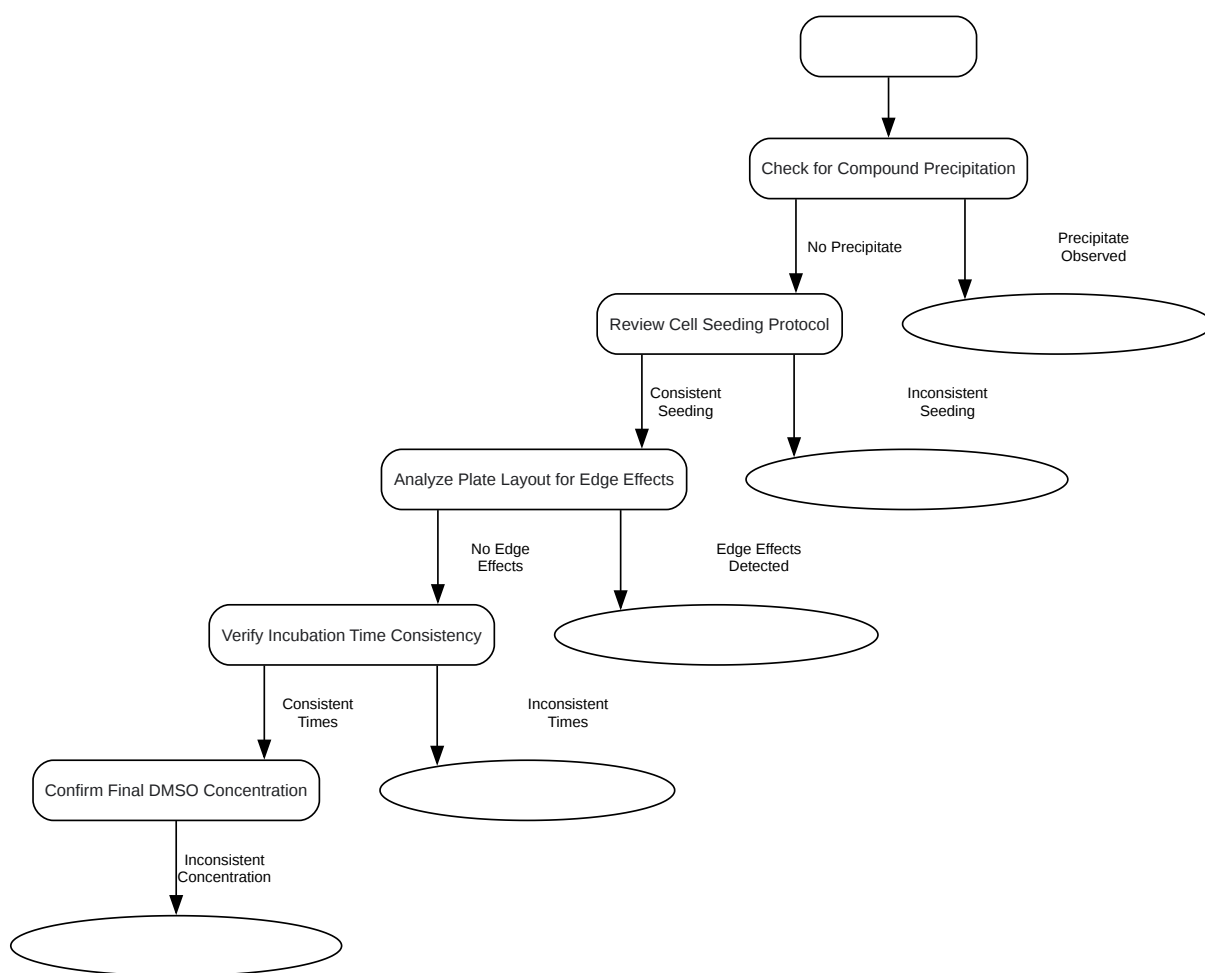 Check for Compound Precipitation
No Precipitate
Precipitate
Observed
Review Cell Seeding Protocol
Consistent
Seeding
Inconsistent
Seeding
Analyze Plate Layout for Edge Effects
No Edge
Effects
Edge Effects
Detected
Verify Incubation Time Consistency
Consistent
Times
Inconsistent
Times
Confirm Final DMSO Concentration
Inconsistent
Concentration